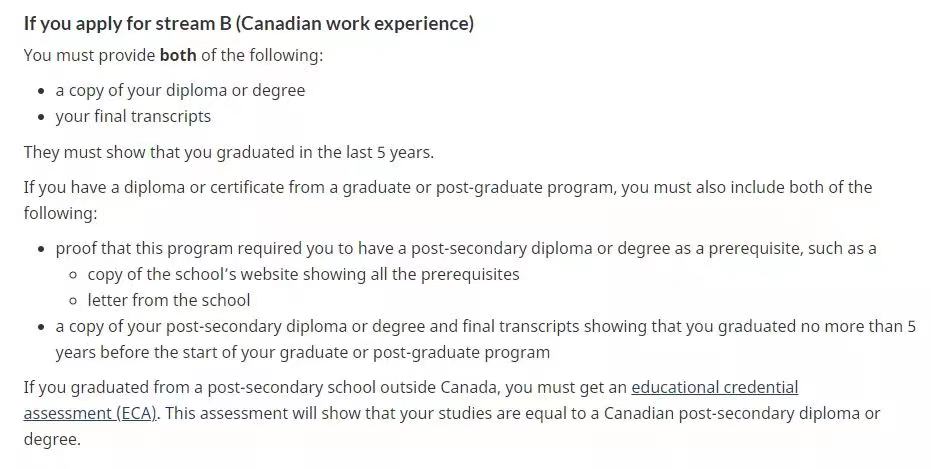 If you apply for stream B (Canadian work experience)
You must provide both of the following:
• a copy of your diploma or degree
• your final transcripts
They must show that you graduated in the last 5 years.
If you have a diploma or certificate from a graduate or post-graduate program, you must also include both of the
following:
• proof that this program required you to have a post-secondary diploma or degree as a prerequisite, such as a
◦ copy of the school's website showing all the prerequisites
◦ letter from the school
• a copy of your post-secondary diploma or degree and final transcripts showing that you graduated no more than 5
years before the start of your graduate or post-graduate program
If you graduated from a post-secondary school outside Canada, you must get an educational credential
assessment (ECA). This assessment will show that your studies are equal to a Canadian post-secondary diploma or
degree.